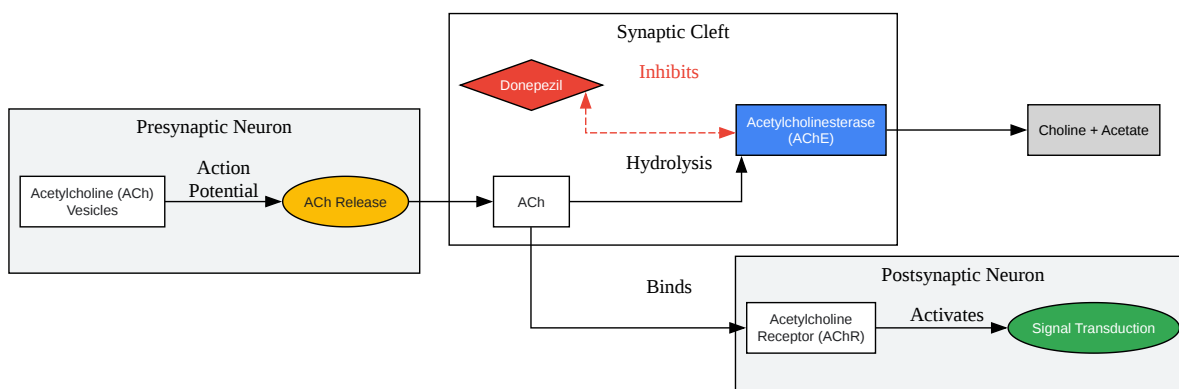 Synaptic Cleft
Donepezil
Inhibits
Presynaptic Neuron
Acetylcholinesterase
(AChE)
Choline + Acetate
Hydrolysis
Action
Potential
Acetylcholine (ACh)
Vesicles
ACh Release
ACh
Postsynaptic Neuron
Binds
Acetylcholine
Receptor (AChR)
Activates
Signal Transduction